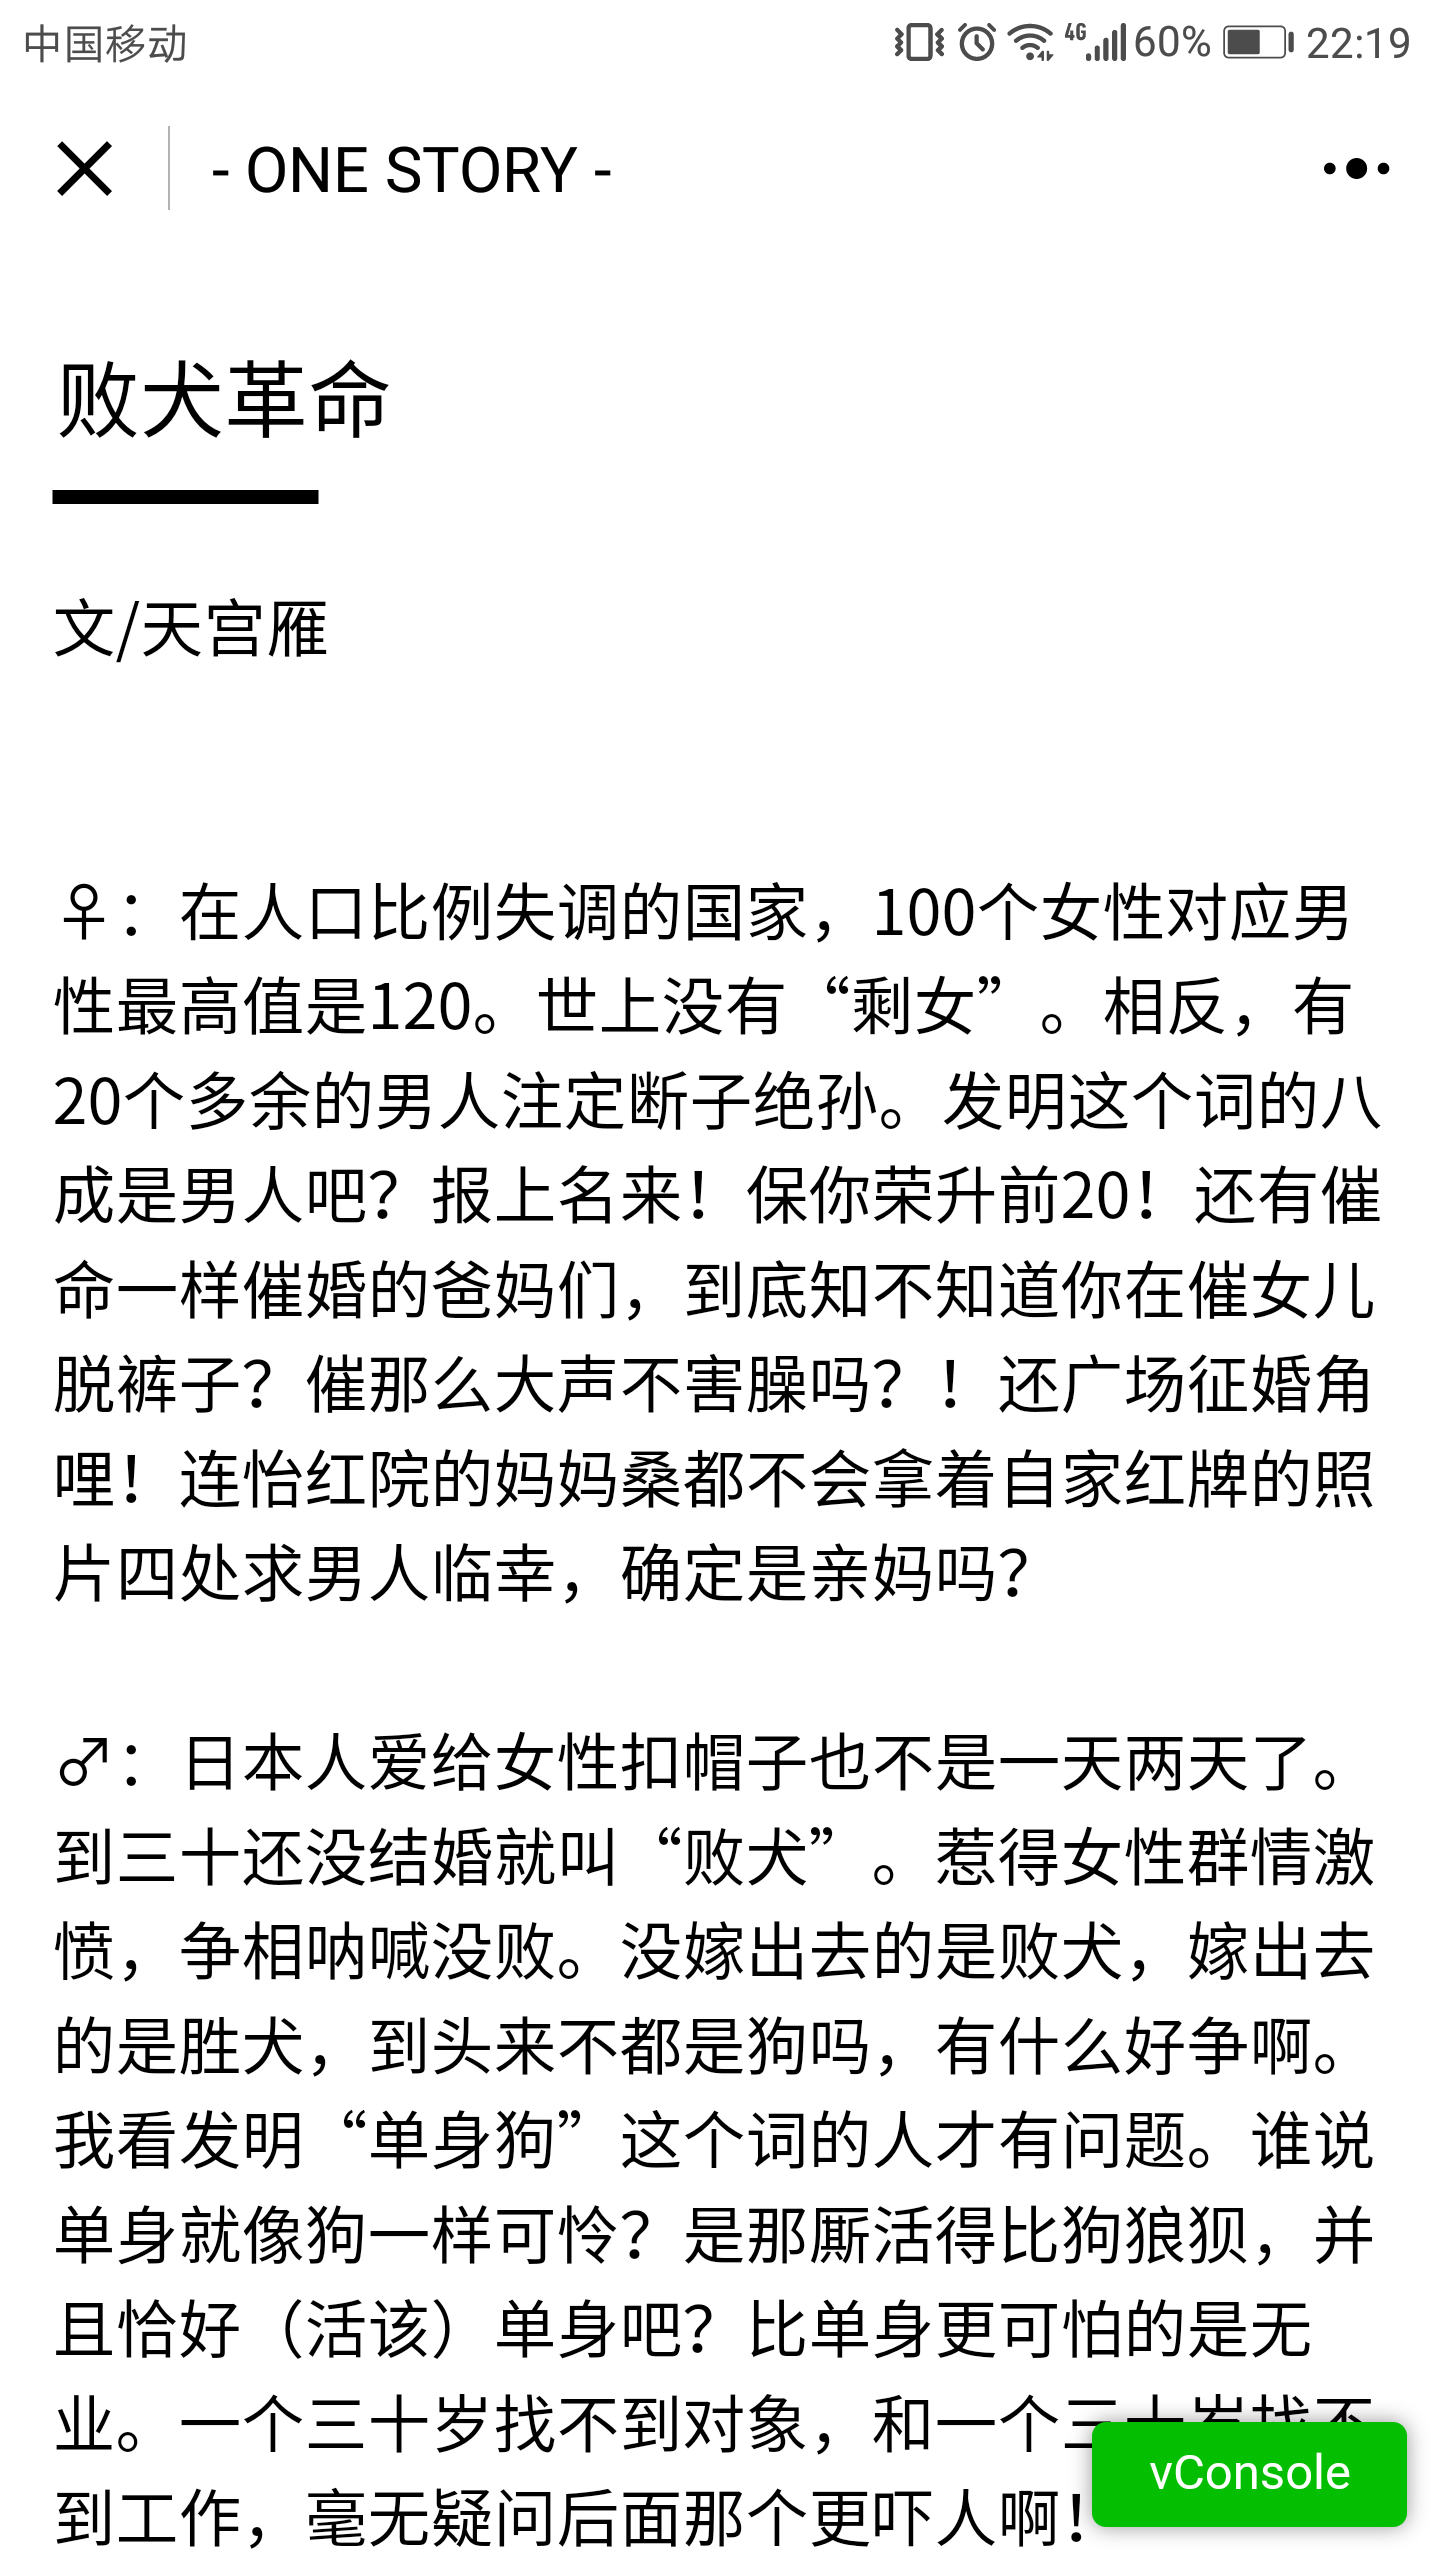 中国移动 4G 60% 22:19
- ONE STORY -
败犬革命
文/天宫雁
♀：在人口比例失调的国家，100个女性对应男
性最高值是120。世上没有“剩女”。相反，有
20个多余的男人注定断子绝孙。发明这个词的八
成是男人吧？报上名来！保你荣升前20！还有催
命一样催婚的爸妈们，到底知不知道你在催女儿
脱裤子？催那么大声不害臊吗？！还广场征婚角
哩！连怡红院的妈妈桑都不会拿着自家红牌的照
片四处求男人临幸，确定是亲妈吗？
♂：日本人爱给女性扣帽子也不是一天两天了。
到三十还没结婚就叫“败犬”。惹得女性群情激
愤，争相呐喊没败。没嫁出去的是败犬，嫁出去
的是胜犬，到头来不都是狗吗，有什么好争啊。
我看发明“单身狗”这个词的人才有问题。谁说
单身就像狗一样可怜？是那厮活得比狗狼狈，并
且恰好（活该）单身吧？比单身更可怕的是无
业。一个三十岁找不到对象，和一个三十岁找不
到工作，毫无疑问后面那个更吓人啊！
vConsole